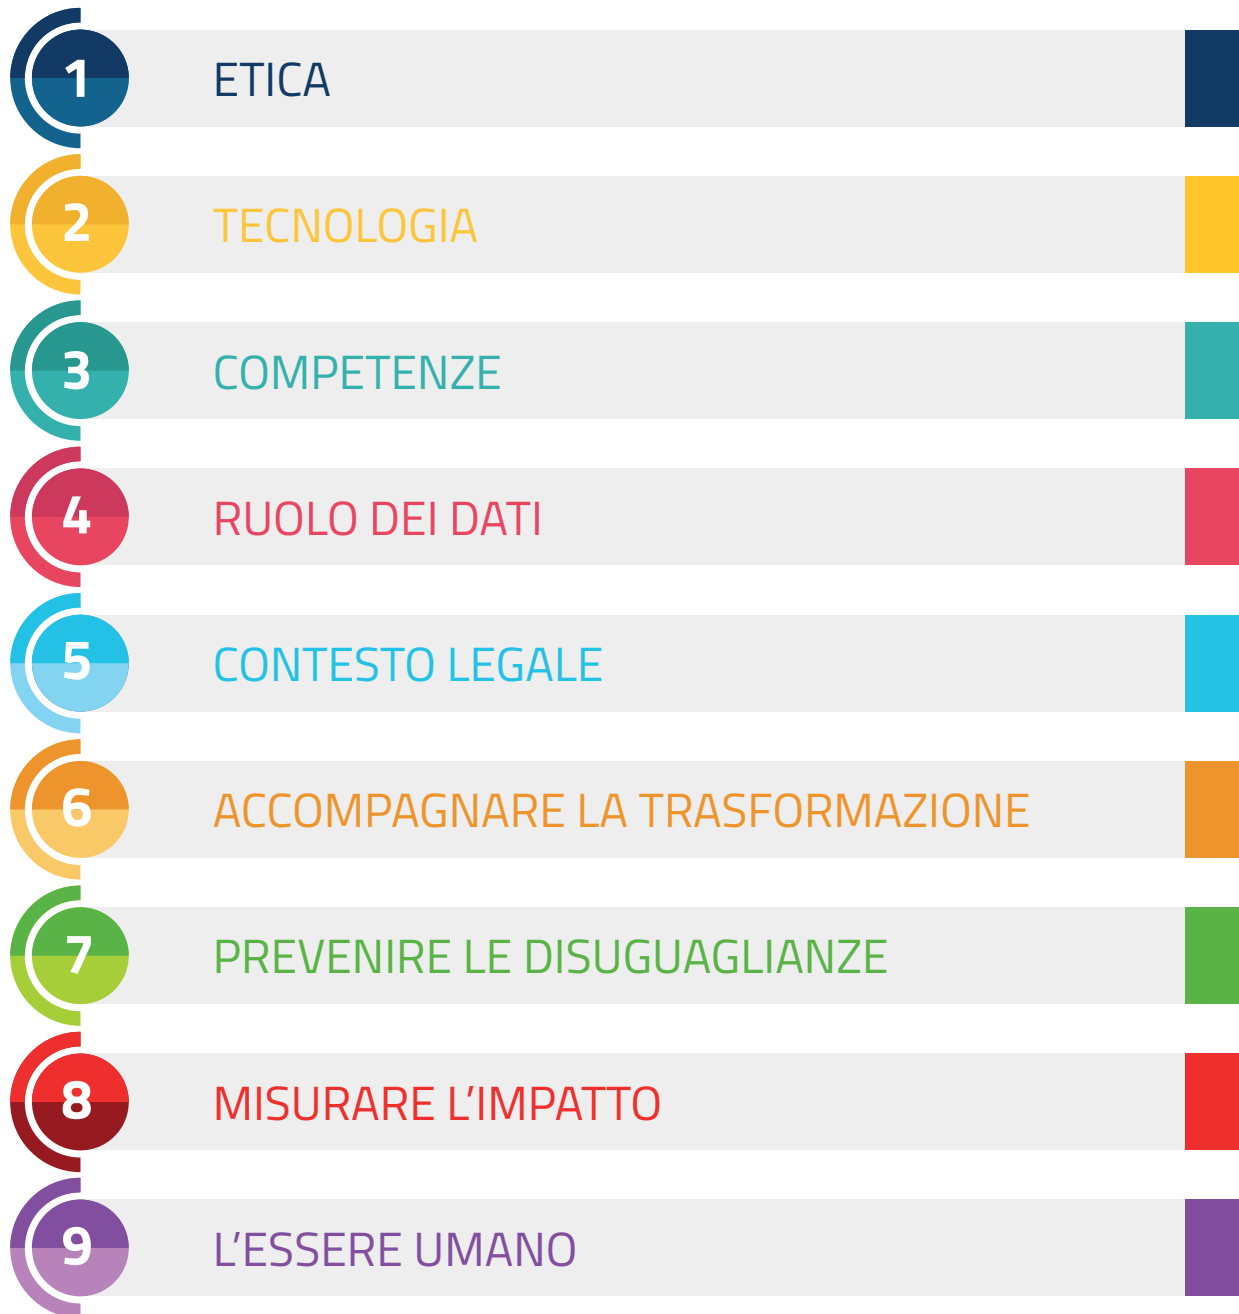 1 ETICA
2 TECNOLOGIA
3 COMPETENZE
4 RUOLO DEI DATI
5 CONTESTO LEGALE
6 ACCOMPAGNARE LA TRASFORMAZIONE
7 PREVENIRE LE DISUGUAGLIANZE
8 MISURARE L’IMPATTO
9 L’ESSERE UMANO